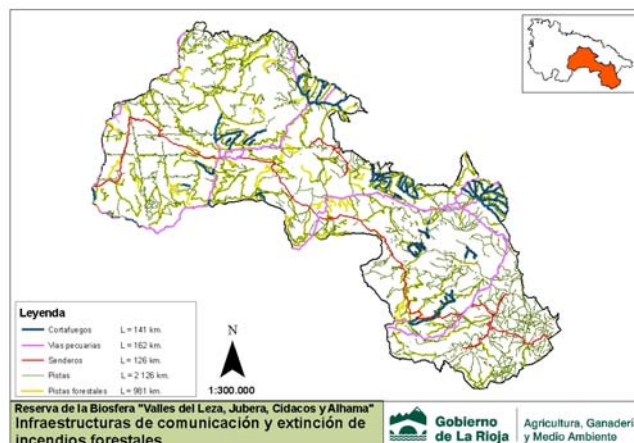 Leyenda
Cortafuegos L = 141 km.
Vías pecuarias L = 162 km.
Senderos L = 126 km.
Pistas L = 2 126 km.
Pistas forestales L = 981 km.
N
1:300.000
Reserva de la Biosfera "Valles del Leza, Jubera, Cidacos y Alhama"
Infraestructuras de comunicación y extinción de
incendios forestales
Gobierno
de La Rioja
Agricultura, Ganadería
y Medio Ambiente